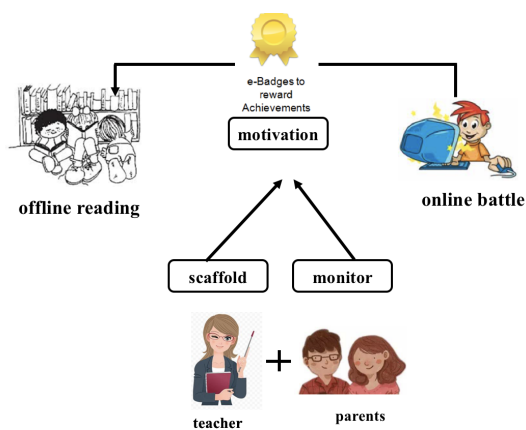 e-Badges to
reward
Achievements
motivation
offline reading
online battle
scaffold
monitor
teacher
parents